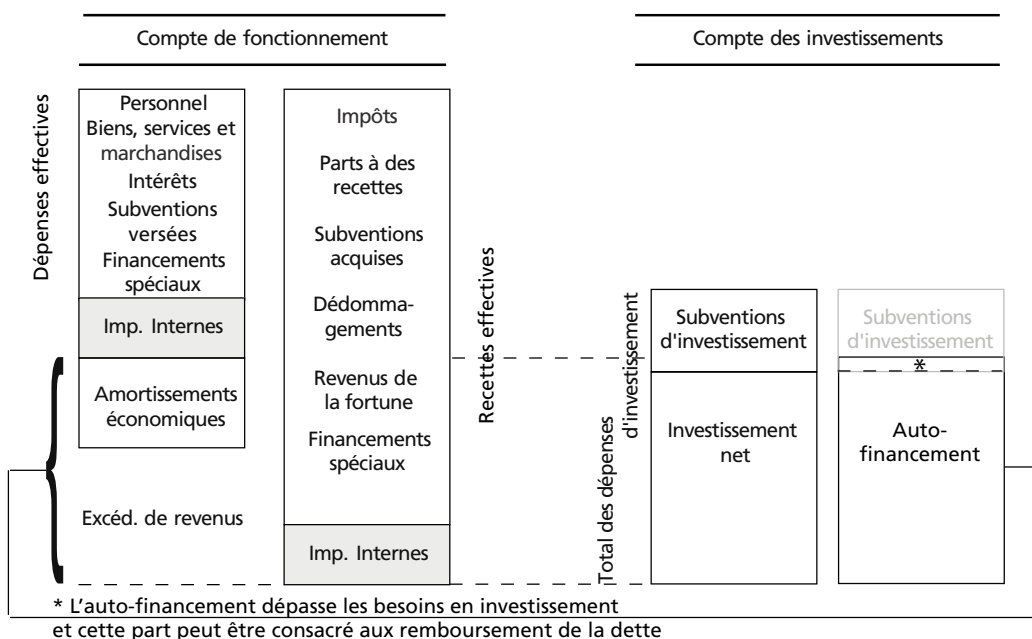 Compte de fonctionnement
Compte des investissements
Dépenses effectives
Personnel
Biens, services et
marchandises
Intérêts
Subventions
versées
Financements
spéciaux
Imp. Internes
Amortissements
économiques
Excéd. de revenus
Impôts
Parts à des
recettes
Subventions
acquises
Dédomma-
gements
Revenus de
la fortune
Financements
spéciaux
Imp. Internes
Recettes effectives
Total des dépenses
d'investissement
Subventions
d'investissement
Investissement
net
Subventions
d'investissement
*
Auto-
financement
* L'auto-financement dépasse les besoins en investissement
et cette part peut être consacré aux remboursement de la dette